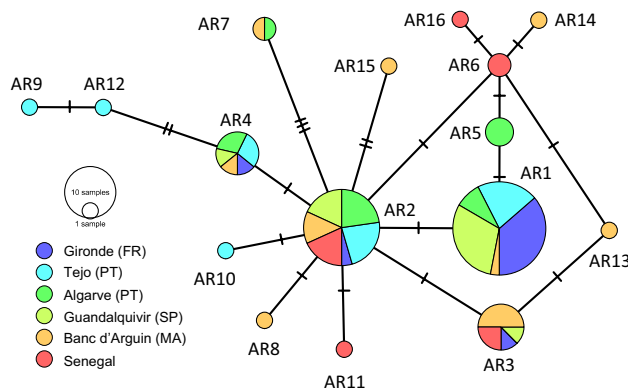 AR16
AR14
AR7
AR15
AR6
AR9
AR12
AR4
AR5
AR1
10 samples
1 sample
AR2
AR10
AR13
AR8
AR11
AR3
Gironde (FR)
Tejo (PT)
Algarve (PT)
Guandalquivir (SP)
Banc d'Arguin (MA)
Senegal